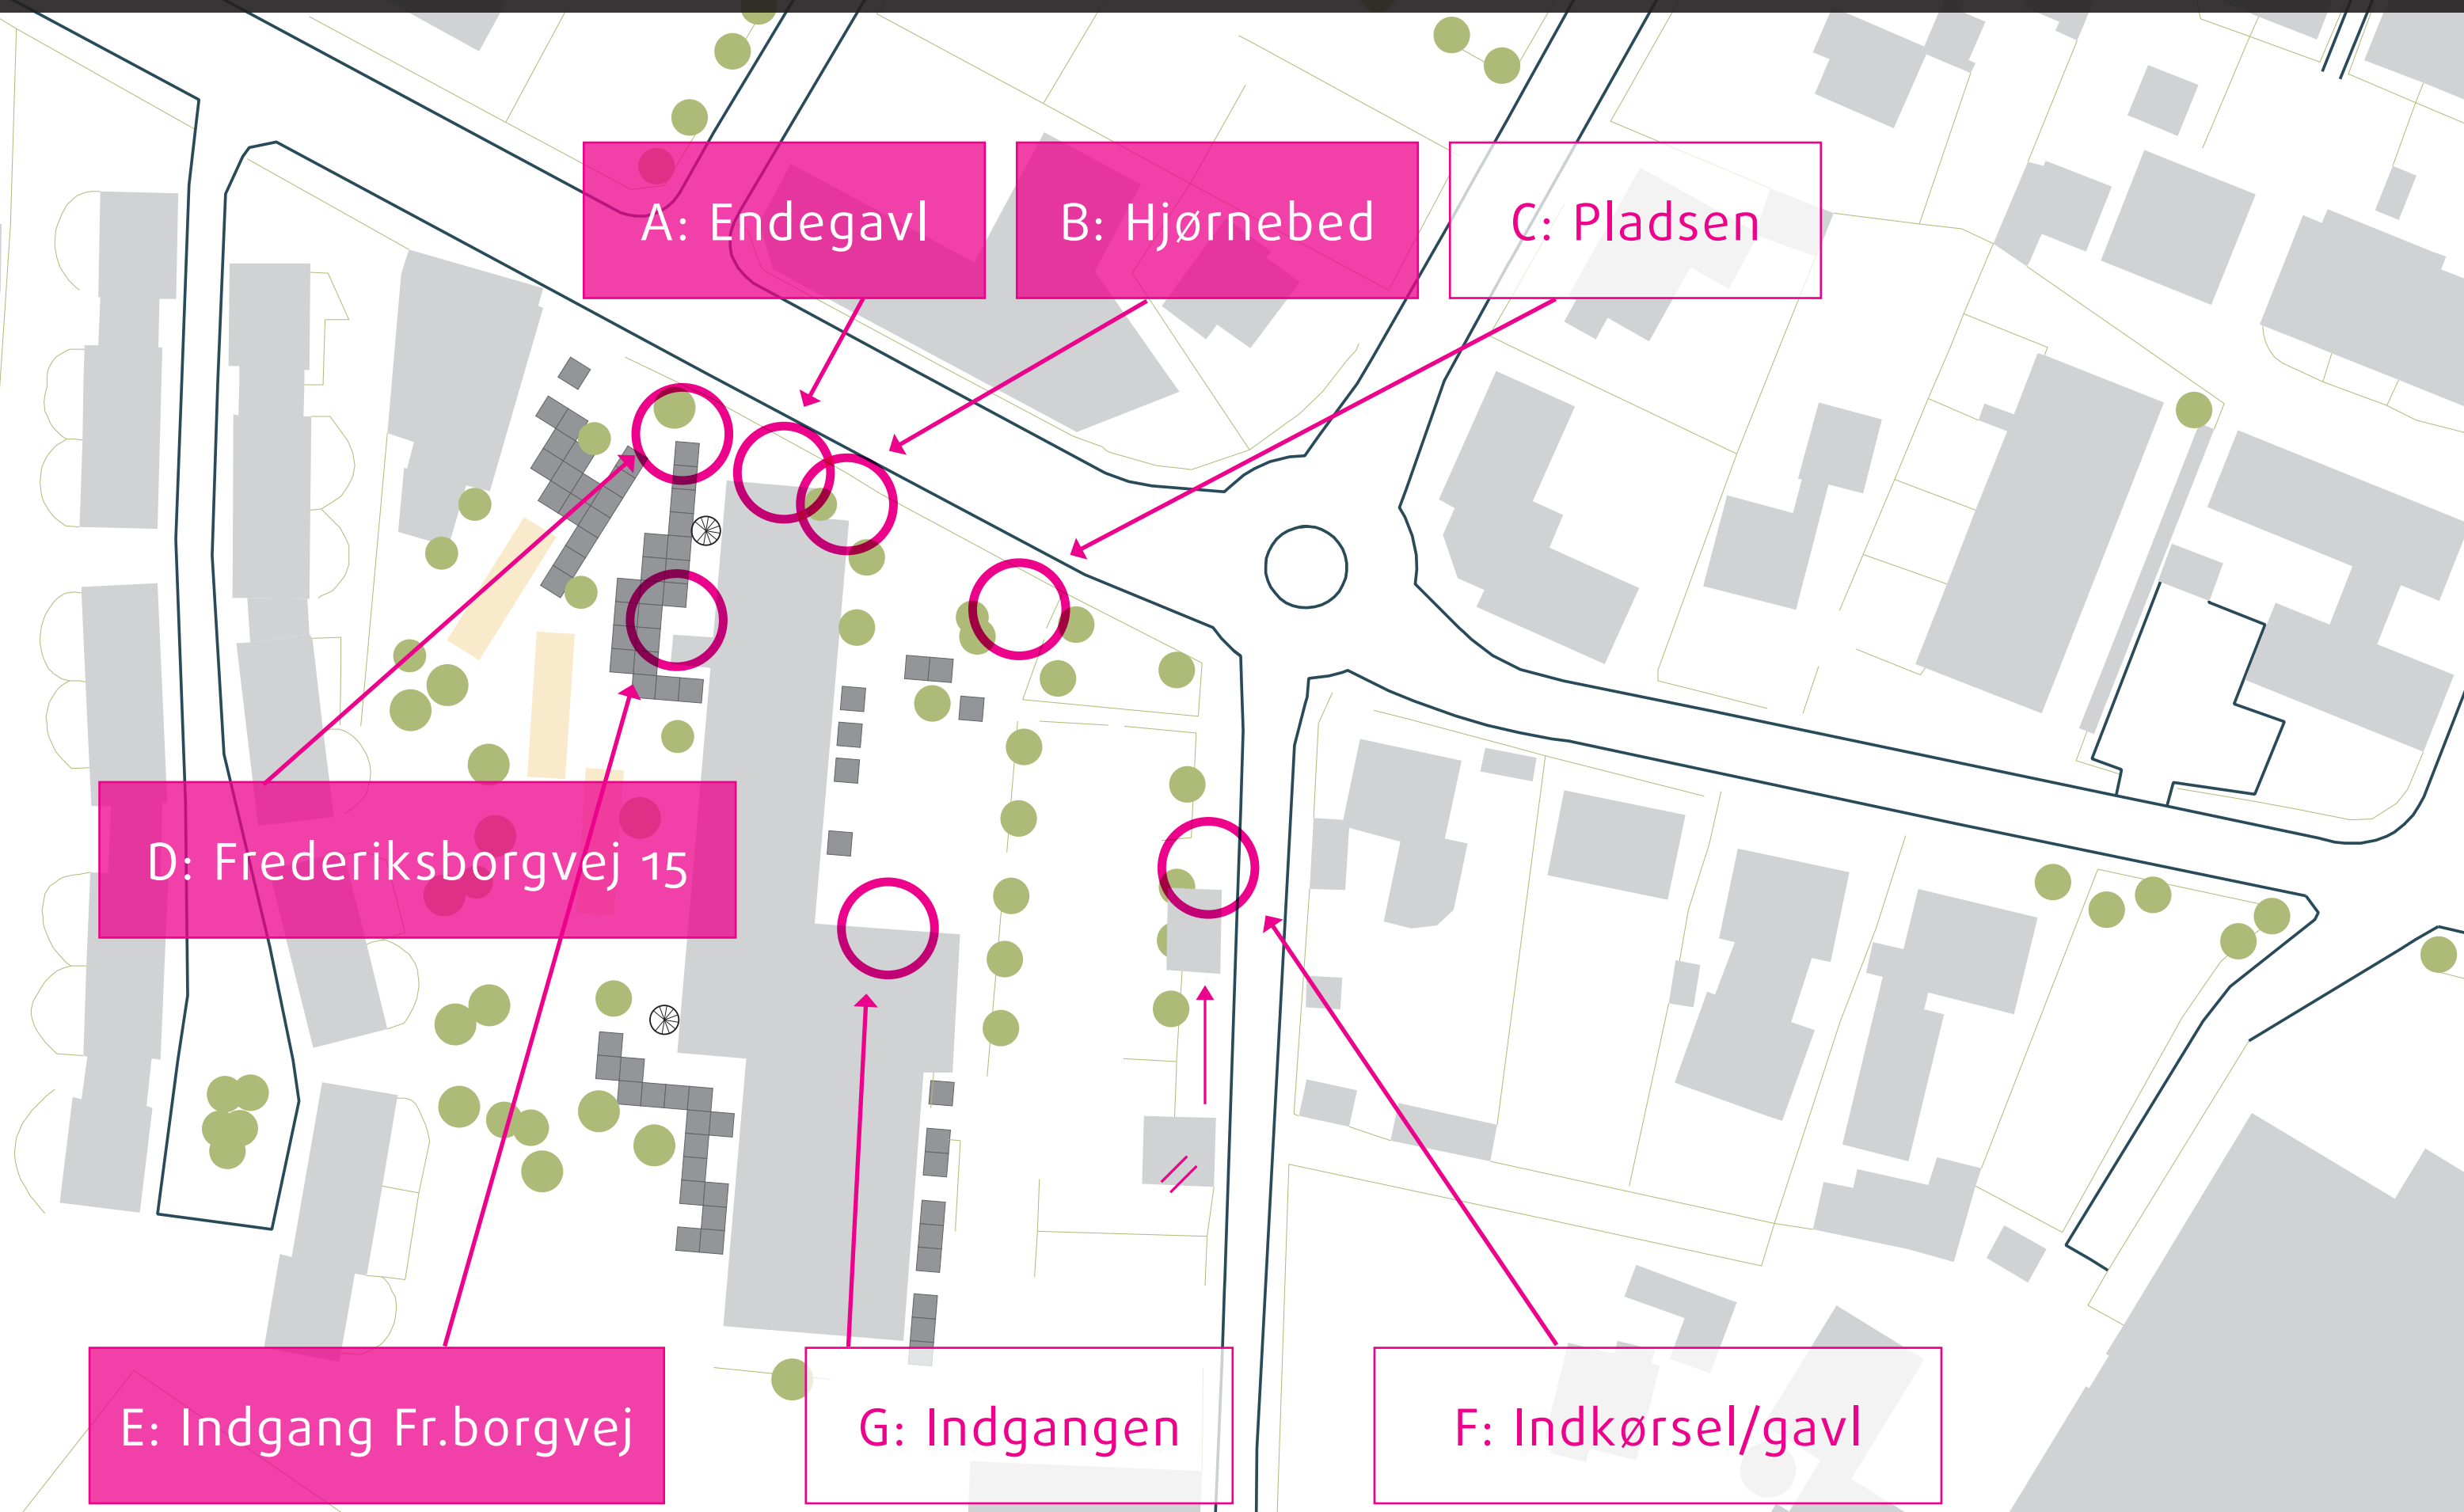 A: Endegavl
B: Hjørnebed
C: Pladsen
D: Frederiksborgvej 15
E: Indgang Fr.borgvej
G: Indgangen
F: Indkørsel/gavl